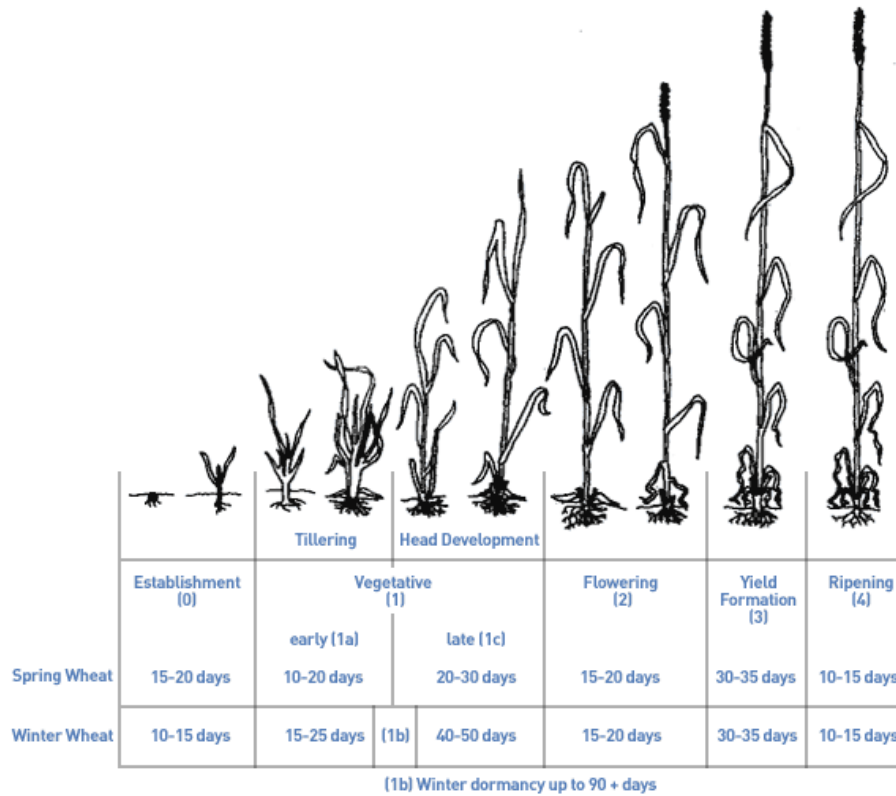 Tillering Head Development
Establishment
(0)
Vegetative
(1)
Flowering
(2)
Yield
Formation
(3)
Ripening
(4)
early (1a) late (1c)
Spring Wheat 15-20 days 10-20 days 20-30 days 15-20 days 30-35 days 10-15 days
Winter Wheat 10-15 days 15-25 days (1b) 40-50 days 15-20 days 30-35 days 10-15 days
(1b) Winter dormancy up to 90 + days